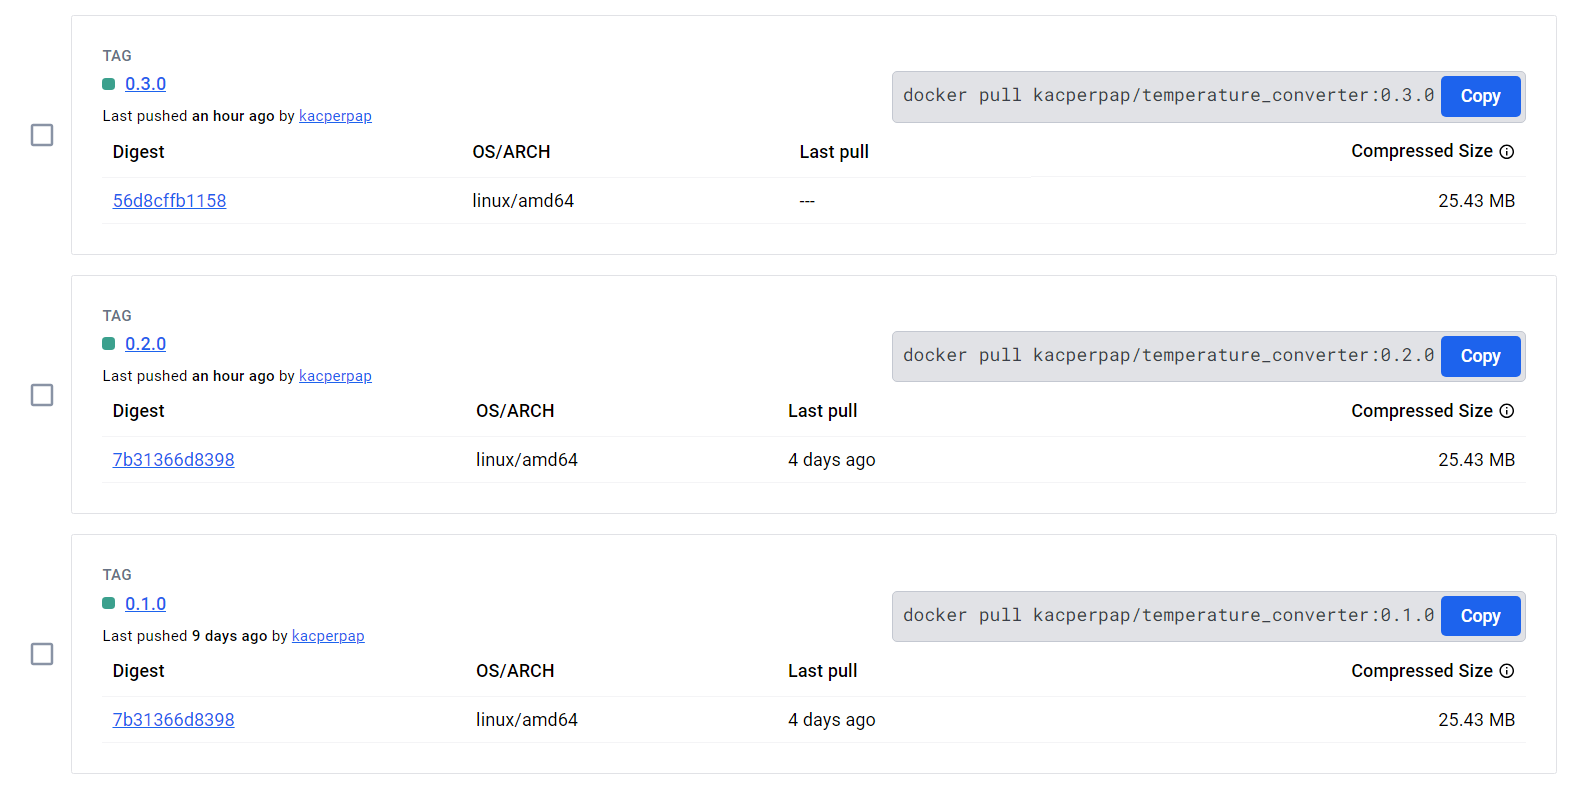 TAG
0.3.0
Last pushed an hour ago by kacperpap
docker pull kacperpap/temperature_converter:0.3.0 Copy
Digest OS/ARCH Last pull Compressed Size
56d8cffb1158 linux/amd64 --- 25.43 MB
TAG
0.2.0
Last pushed an hour ago by kacperpap
docker pull kacperpap/temperature_converter:0.2.0 Copy
Digest OS/ARCH Last pull Compressed Size
7b31366d8398 linux/amd64 4 days ago 25.43 MB
TAG
0.1.0
Last pushed 9 days ago by kacperpap
docker pull kacperpap/temperature_converter:0.1.0 Copy
Digest OS/ARCH Last pull Compressed Size
7b31366d8398 linux/amd64 4 days ago 25.43 MB